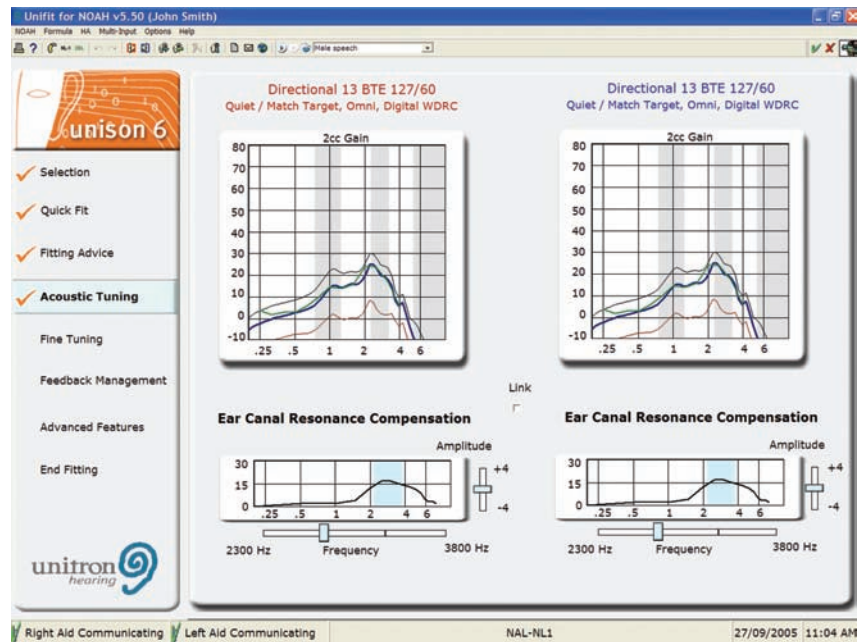 Unifit for NOAH v5.50 (John Smith)
NOAH Formula HA Multi-Input Options Help
Male speech
unison 6
Selection
Quick Fit
Fitting Advice
Acoustic Tuning
Fine Tuning
Feedback Management
Advanced Features
End Fitting
unitron
hearing
Directional 13 BTE 127/60
Quiet / Match Target, Omni, Digital WDRC
2cc Gain
80
70
60
50
40
30
20
10
0
-10
.25 .5 1 2 4 6
Ear Canal Resonance Compensation
Amplitude
30
15
0
.25 .5 1 2 4 6
+4
-4
2300 Hz Frequency 3800 Hz
Link
Directional 13 BTE 127/60
Quiet / Match Target, Omni, Digital WDRC
2cc Gain
80
70
60
50
40
30
20
10
0
-10
.25 .5 1 2 4 6
Ear Canal Resonance Compensation
Amplitude
30
15
0
.25 .5 1 2 4 6
+4
-4
2300 Hz Frequency 3800 Hz
Right Aid Communicating Left Aid Communicating NAL-NL1 27/09/2005 11:04 AM